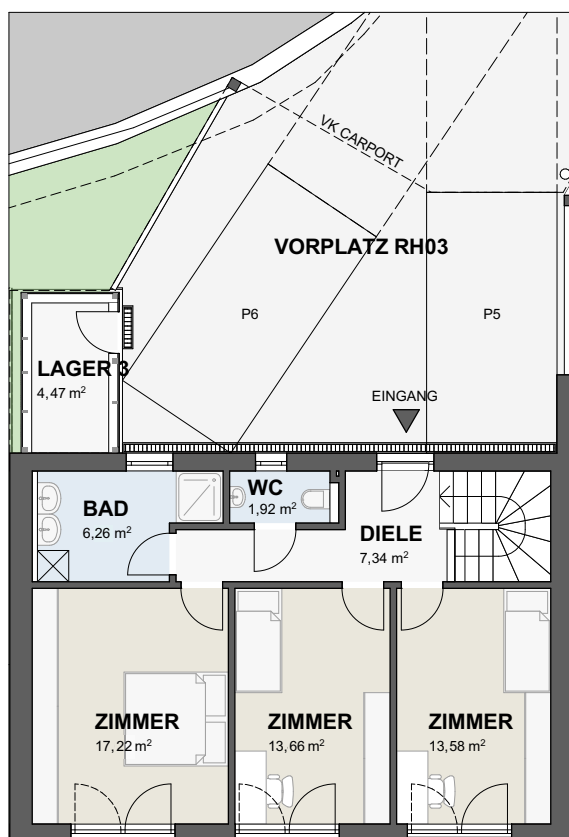 VK CARPORT
VORPLATZ RH03
P6
P5
LAGER 3
4,47 m²
EINGANG
BAD
6,26 m²
WC
1,92 m²
DIELE
7,34 m²
ZIMMER
17,22 m²
ZIMMER
13,66 m²
ZIMMER
13,58 m²